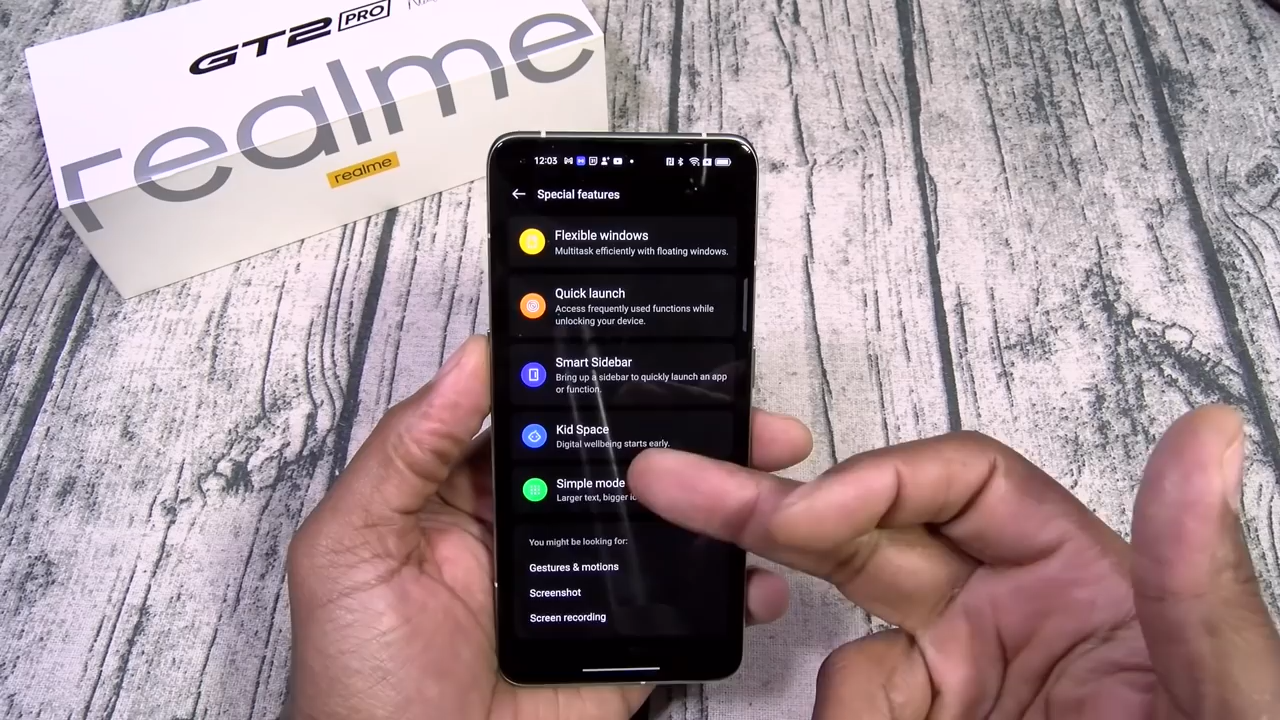 GT2 PRO
realme
realme
12:03
Special features
Flexible windows
Multitask efficiently with floating windows.
Quick launch
Access frequently used functions while
unlocking your device.
Smart Sidebar
Bring up a sidebar to quickly launch an app
or function.
Kid Space
Digital wellbeing starts early.
Simple mode
Larger text, bigger
You might be looking for:
Gestures & motions
Screenshot
Screen recording